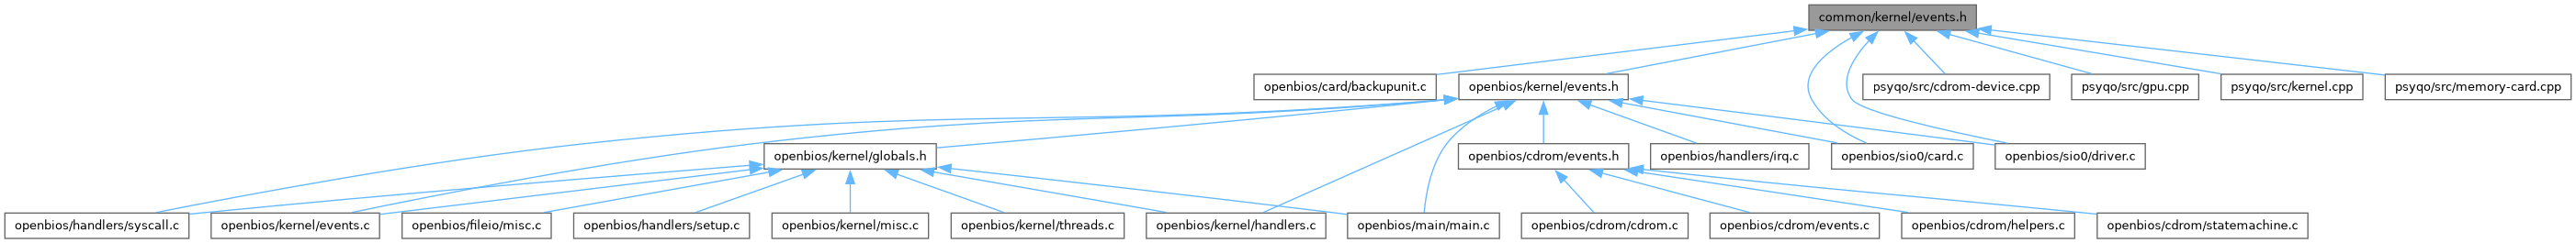 common/kernel/events.h
openbios/card/backupunit.c
openbios/kernel/events.h
psyqo/src/cdrom-device.cpp
psyqo/src/gpu.cpp
psyqo/src/kernel.cpp
psyqo/src/memory-card.cpp
openbios/kernel/globals.h
openbios/cdrom/events.h
openbios/handlers/irq.c
openbios/sio0/card.c
openbios/sio0/driver.c
openbios/handlers/syscall.c
openbios/kernel/events.c
openbios/fileio/misc.c
openbios/handlers/setup.c
openbios/kernel/misc.c
openbios/kernel/threads.c
openbios/kernel/handlers.c
openbios/main/main.c
openbios/cdrom/cdrom.c
openbios/cdrom/events.c
openbios/cdrom/helpers.c
openbios/cdrom/statemachine.c